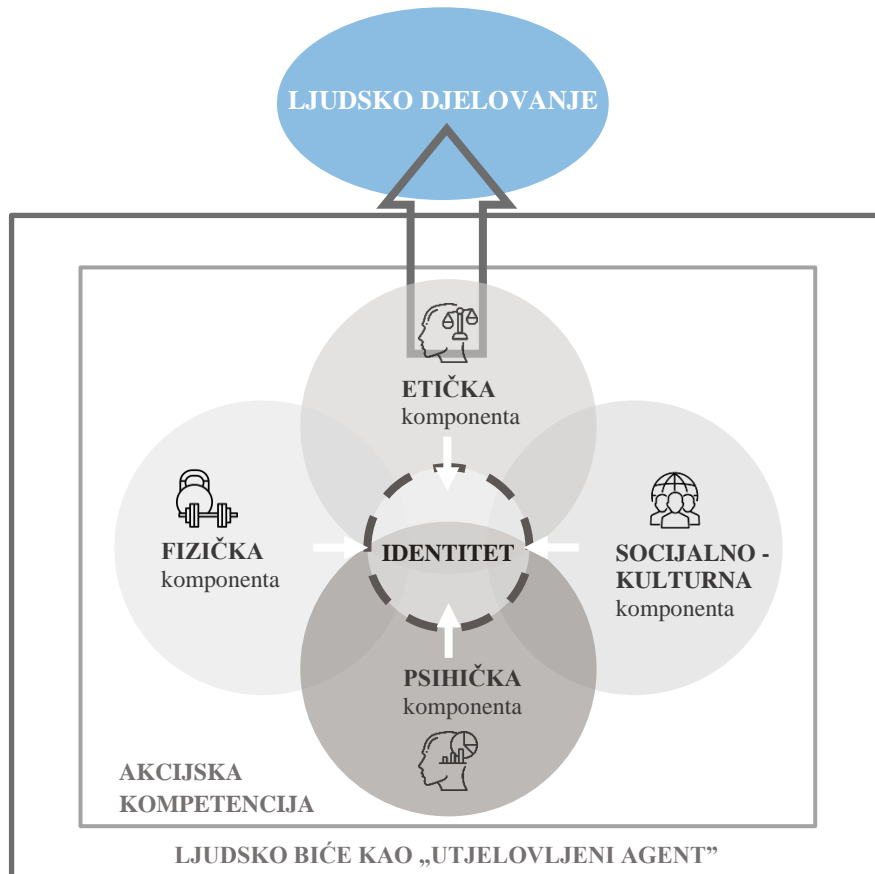 LJUDSKO DJELOVANJE
ETIČKA
komponenta
FIZIČKA
komponenta
IDENTITET
SOCIJALNO -
KULTURNA
komponenta
PSIHIČKA
komponenta
AKCIJSKA
KOMPETENCIJA
LJUDSKO BIĆE KAO „UTJELOVLJENI AGENT”